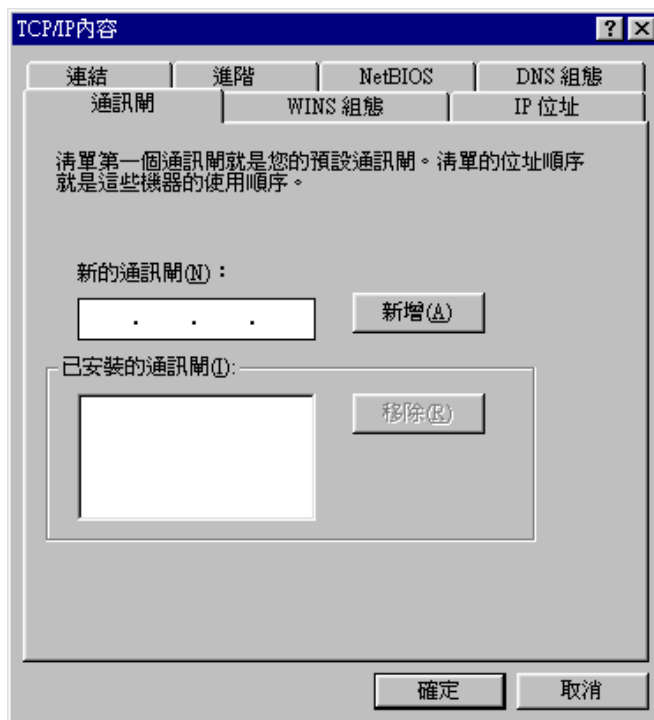 TCP/IP內容
連結 進階 NetBIOS DNS 組態
通訊閘 WINS 組態 IP 位址
清單第一個通訊閘就是您的預設通訊閘。清單的位址順序
就是這些機器的使用順序。
新的通訊閘(N)：
. . .
新增(A)
已安裝的通訊閘(I):
移除(R)
確定 取消